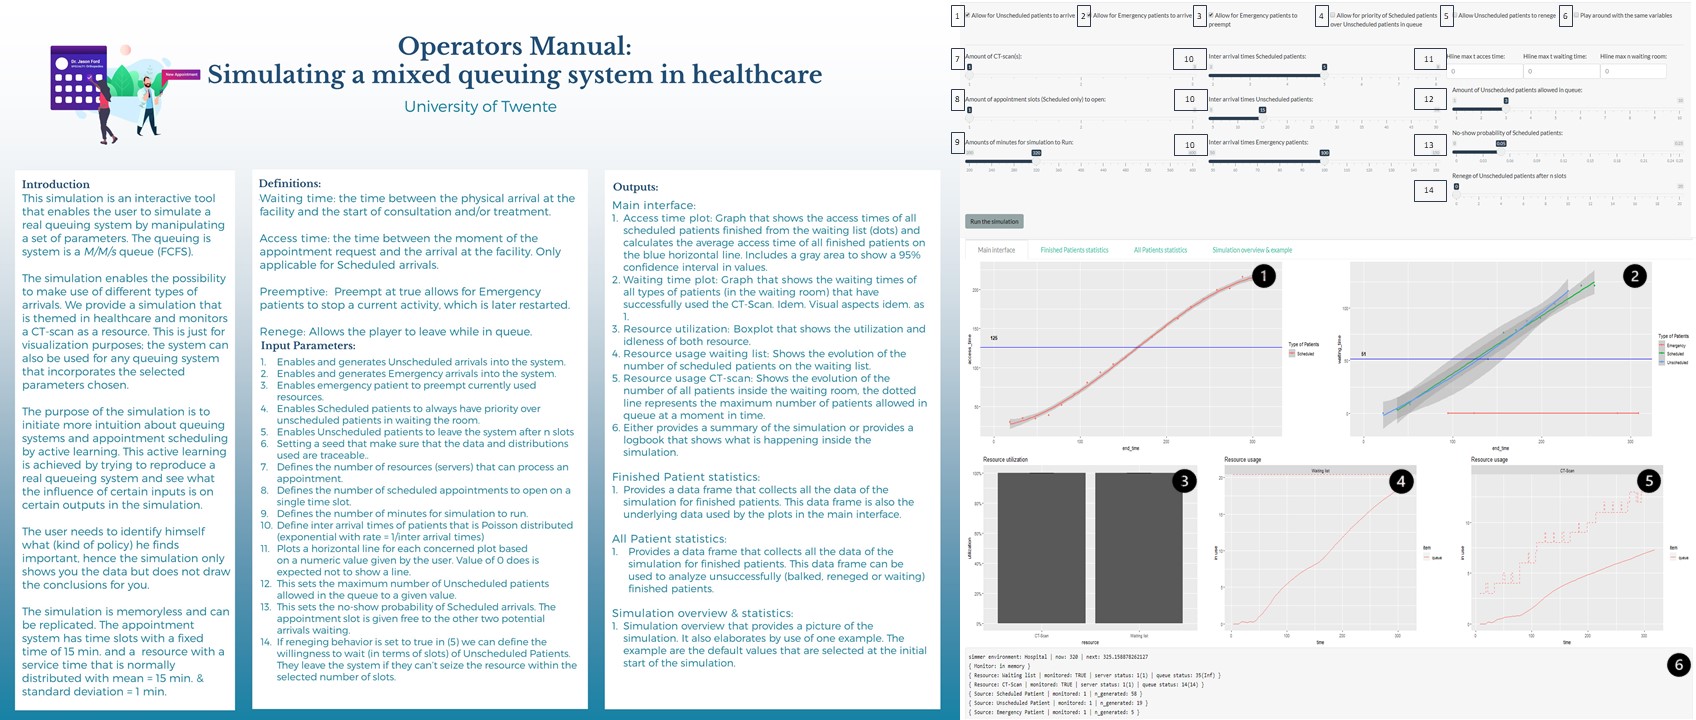 Operators Manual:
Simulating a mixed queuing system in healthcare
University of Twente
Dr. Jason Ford
New Appointment
Introduction
This simulation is an interactive tool
that enables the user to simulate a
real queuing system by manipulating
a set of parameters. The queuing is
system is a M/M/s queue (FCFS).
The simulation enables the possibility
to make use of different types of
arrivals. We provide a simulation that
is themed in healthcare and monitors
a CT-scan as a resource. This is just for
visualization purposes; the system can
also be used for any queuing system
that incorporates the selected
parameters chosen.
The purpose of the simulation is to
initiate more intuition about queuing
systems and appointment scheduling
by active learning. This active learning
is achieved by trying to reproduce a
real queueing system and see what
the influence of certain inputs is on
certain outputs in the simulation.
The user needs to identify himself
what (kind of policy) he finds
important, hence the simulation only
shows you the data but does not draw
the conclusions for you.
The simulation is memoryless and can
be replicated. The appointment
system has time slots with a fixed
time of 15 min. and a resource with a
service time that is normally
distributed with mean = 15 min. &
standard deviation = 1 min.
Definitions:
Waiting time: the time between the physical arrival at the
facility and the start of consultation and/or treatment.
Access time: the time between the moment of the
appointment request and the arrival at the facility. Only
applicable for Scheduled arrivals.
Preemptive: Preempt at true allows for Emergency
patients to stop a current activity, which is later restarted.
Renege: Allows the player to leave while in queue.
Input Parameters:
1. Enables and generates Unscheduled arrivals into the system.
2. Enables and generates Emergency arrivals into the system.
3. Enables emergency patient to preempt currently used
resources.
4. Enables Scheduled patients to always have priority over
unscheduled patients in waiting the room.
5. Enables Unscheduled patients to leave the system after n slots
6. Setting a seed that make sure that the data and distributions
used are traceable..
7. Defines the number of resources (servers) that can process an
appointment.
8. Defines the number of scheduled appointments to open on a
single time slot.
9. Defines the number of minutes for simulation to run.
10. Define inter arrival times of patients that is Poisson distributed
(exponential with rate = 1/inter arrival times)
11. Plots a horizontal line for each concerned plot based
on a numeric value given by the user. Value of 0 does is
expected not to show a line.
12. This sets the maximum number of Unscheduled patients
allowed in the queue to a given value.
13. This sets the no-show probability of Scheduled arrivals. The
appointment slot is given free to the other two potential
arrivals waiting.
14. If reneging behavior is set to true in (5) we can define the
willingness to wait (in terms of slots) of Unscheduled Patients.
They leave the system if they can't seize the resource within the
selected number of slots.
Outputs:
Main interface:
1. Access time plot: Graph that shows the access times of all
scheduled patients finished from the waiting list (dots) and
calculates the average access time of all finished patients on
the blue horizontal line. Includes a gray area to show a 95%
confidence interval in values.
2. Waiting time plot: Graph that shows the waiting times of
all types of patients (in the waiting room) that have
successfully used the CT-Scan. Idem. Visual aspects idem. as
1.
3. Resource utilization: Boxplot that shows the utilization and
idleness of both resource.
4. Resource usage waiting list: Shows the evolution of the
number of scheduled patients on the waiting list.
5. Resource usage CT-scan: Shows the evolution of the
number of all patients inside the waiting room, the dotted
line represents the maximum number of patients allowed in
queue at a moment in time.
6. Either provides a summary of the simulation or provides a
logbook that shows what is happening inside the
simulation.
Finished Patient statistics:
1. Provides a data frame that collects all the data of the
simulation for finished patients. This data frame is also the
underlying data used by the plots in the main interface.
All Patient statistics:
1. Provides a data frame that collects all the data of the
simulation for finished patients. This data frame can be
used to analyze unsuccessfully (balked, reneged or waiting)
finished patients.
Simulation overview & statistics:
1. Simulation overview that provides a picture of the
simulation. It also elaborates by use of one example. The
example are the default values that are selected at the initial
start of the simulation.
1 Allow for Unscheduled patients to arrive
2 Allow for Emergency patients to arrive
3 Allow for Emergency patients to
preempt
4 Allow for priority of Scheduled patients
over Unscheduled patients in queue
5 Allow Unscheduled patients to renege
6 Play around with the same variables
7 Amount of CT-scan(s):
10 Inter arrival times Scheduled patients:
11 Hline max t acces time: Hline max t waiting time: Hline max n waiting room:
0 0 0
8 Amount of appointment slots (Scheduled only) to open:
10 Inter arrival times Unscheduled patients:
12 Amount of Unscheduled patients allowed in queue:
9 Amounts of minutes for simulation to Run:
10 Inter arrival times Emergency patients:
13 No-show probability of Scheduled patients:
14 Renege of Unscheduled patients after n slots
Run the simulation
Main interface Finished Patients statistics All Patients statistics Simulation overview & example
1
access_time
125
end_time
Type of Patients
Scheduled
2
waiting_time
51
end_time
Type of Patients
Emergency
Scheduled
Unscheduled
Resource utilization
3
utilization
CT-Scan Waiting list
resource
Resource usage
Waiting list
4
in use
time
item
queue
Resource usage
CT-Scan
5
in use
time
item
queue
6
simmer environment: Hospital | now: 320 | next: 325.158878262127
{ Monitor: in memory }
{ Resource: Waiting list | monitored: TRUE | server status: 1(1) | queue status: 35(Inf) }
{ Resource: CT-Scan | monitored: TRUE | server status: 1(1) | queue status: 14(14) }
{ Source: Scheduled Patient | monitored: 1 | n_generated: 58 }
{ Source: Unscheduled Patient | monitored: 1 | n_generated: 19 }
{ Source: Emergency Patient | monitored: 1 | n_generated: 5 }